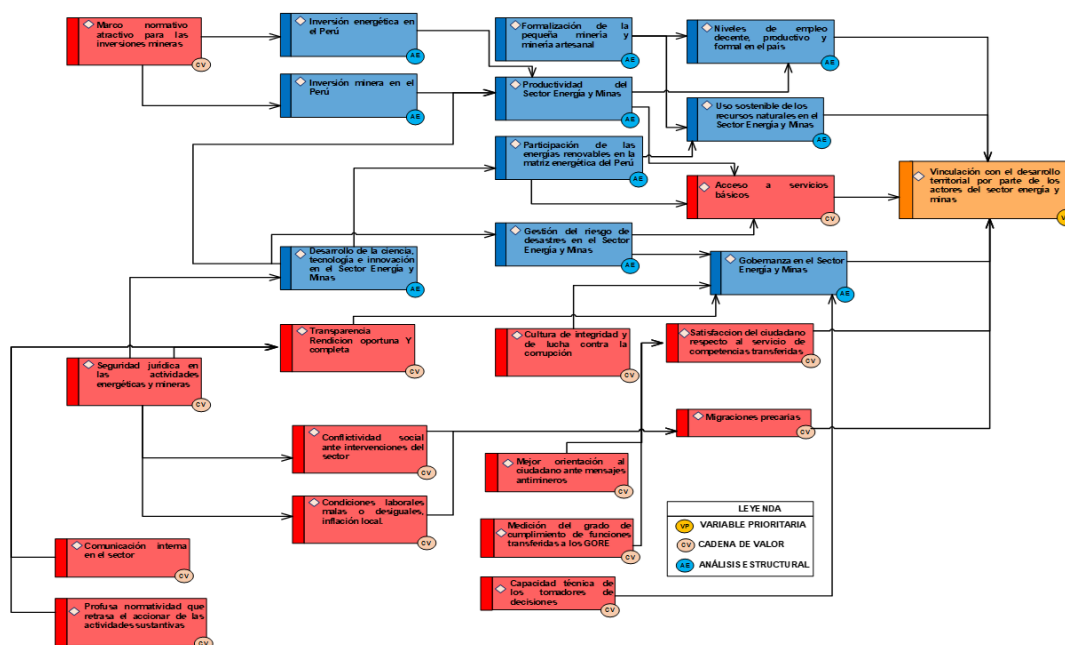 Marco normativo
atractivo para las
inversiones mineras
CV
Inversión energética en
el Perú
AE
Formalización de la
pequeña minería y
minería artesanal
AE
Niveles de empleo
decente, productivo y
formal en el país
AE
Inversión minera en el
Perú
AE
Productividad del
Sector Energía y Minas
AE
Uso sostenible de los
recursos naturales en el
Sector Energía y Minas
AE
Participación de las
energías renovables en la
matriz energética del Perú
AE
Acceso a servicios
básicos
CV
Vinculación con el desarrollo
territorial por parte de los
actores del sector energía y
minas
VP
Desarrollo de la ciencia,
tecnología e innovación
en el Sector Energía y
Minas
AE
Gestión del riesgo de
desastres en el Sector
Energía y Minas
AE
Gobernanza en el Sector
Energía y Minas
AE
Transparencia
Rendicion oportuna Y
completa
CV
Cultura de integridad y
de lucha contra la
corrupción
CV
Satisfaccion del ciudadano
respecto al servicio de
competencias transferidas
CV
Seguridad jurídica en
las actividades
energéticas y mineras
CV
Migraciones precarias
CV
Conflictividad social
ante intervenciones del
sector
CV
Mejor orientación al
ciudadano ante mensajes
antimineros
CV
Condiciones laborales
malas o desiguales,
inflación local.
CV
Medición del grado de
cumplimiento de funciones
transferidas a los GORE
CV
Comunicación interna
en el sector
CV
Capacidad técnica de
los tomadores de
decisiones
CV
Profusa normatividad que
retrasa el accionar de las
actividades sustantivas
CV
LEYENDA
VP VARIABLE PRIORITARIA
CV CADENA DE VALOR
AE ANÁLISIS ESTRUCTURAL